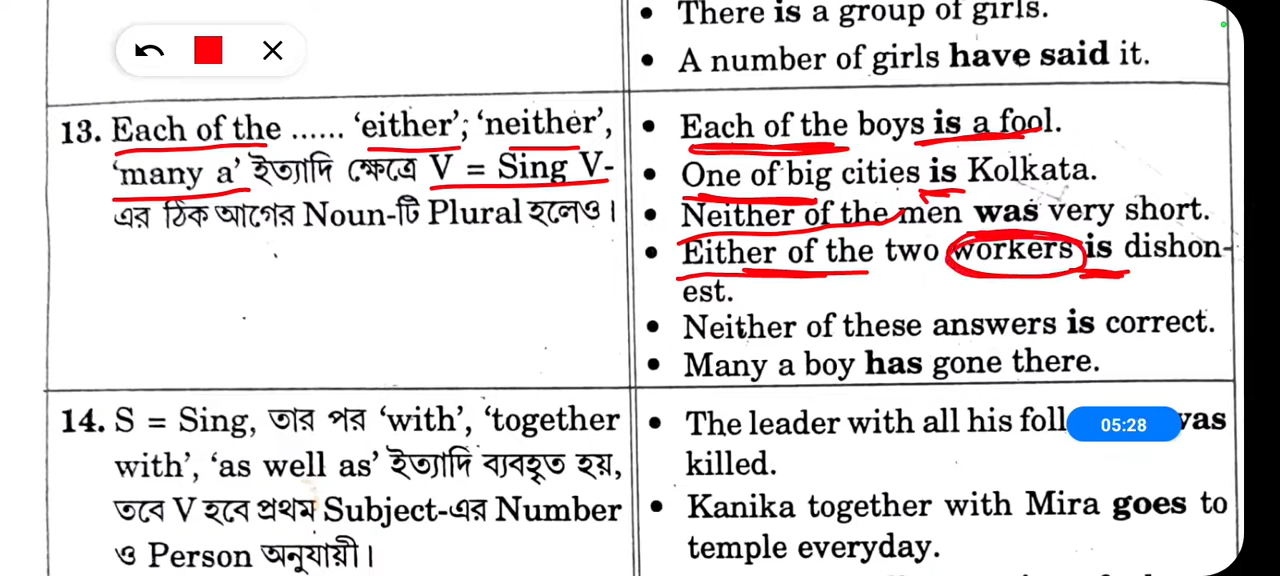 There is a group of girls.
A number of girls have said it.
13. Each of the ...... 'either'; 'neither',
'many a' ইত্যাদি ক্ষেত্রে V = Sing V-
এর ঠিক আগের Noun-টি Plural হলেও।
Each of the boys is a fool.
One of big cities is Kolkata.
Neither of the men was very short.
Either of the two workers is dishon-
est.
Neither of these answers is correct.
Many a boy has gone there.
14. S = Sing, তার পর 'with', 'together
with', 'as well as' ইত্যাদি ব্যবহৃত হয়,
তবে V হবে প্রথম Subject-এর Number
ও Person অনুযায়ী।
The leader with all his foll 05:28 was
killed.
Kanika together with Mira goes to
temple everyday.